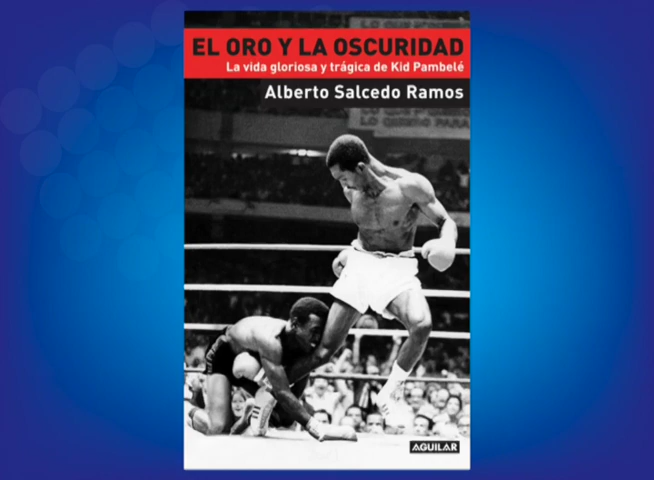 EL ORO Y LA OSCURIDAD
La vida gloriosa y trágica de Kid Pambelé
Alberto Salcedo Ramos
AGUILAR